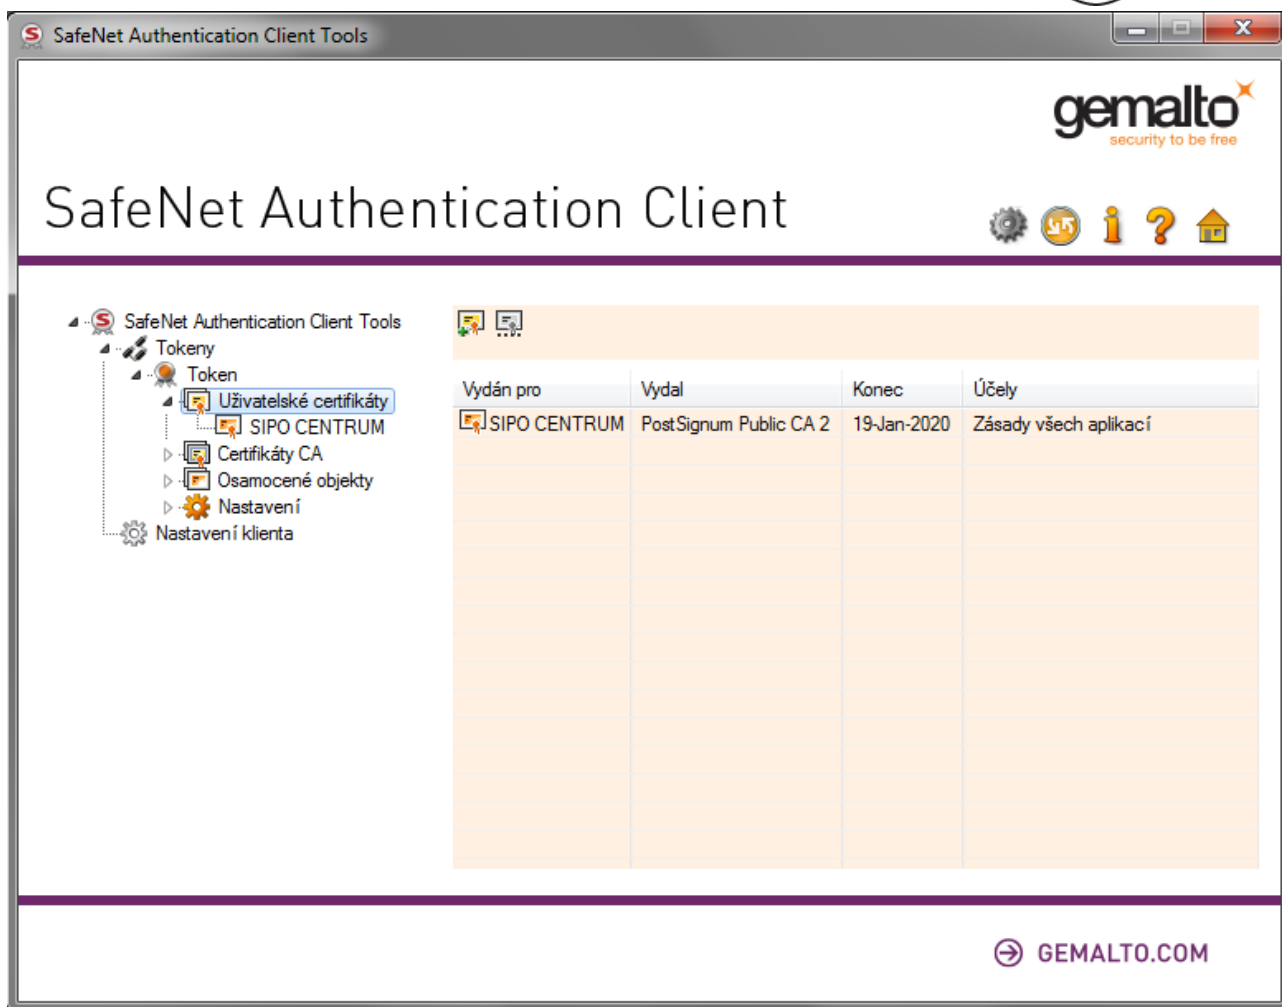 SafeNet Authentication Client Tools
gemalto
security to be free
SafeNet Authentication Client
SafeNet Authentication Client Tools
Tokeny
Token
Uživatelské certifikáty
SIPO CENTRUM
Certifikáty CA
Osamocené objekty
Nastavení
Nastavení klienta
Vydán pro Vydal Konec Účely
SIPO CENTRUM PostSignum Public CA 2 19-Jan-2020 Zásady všech aplikací
GEMALTO.COM